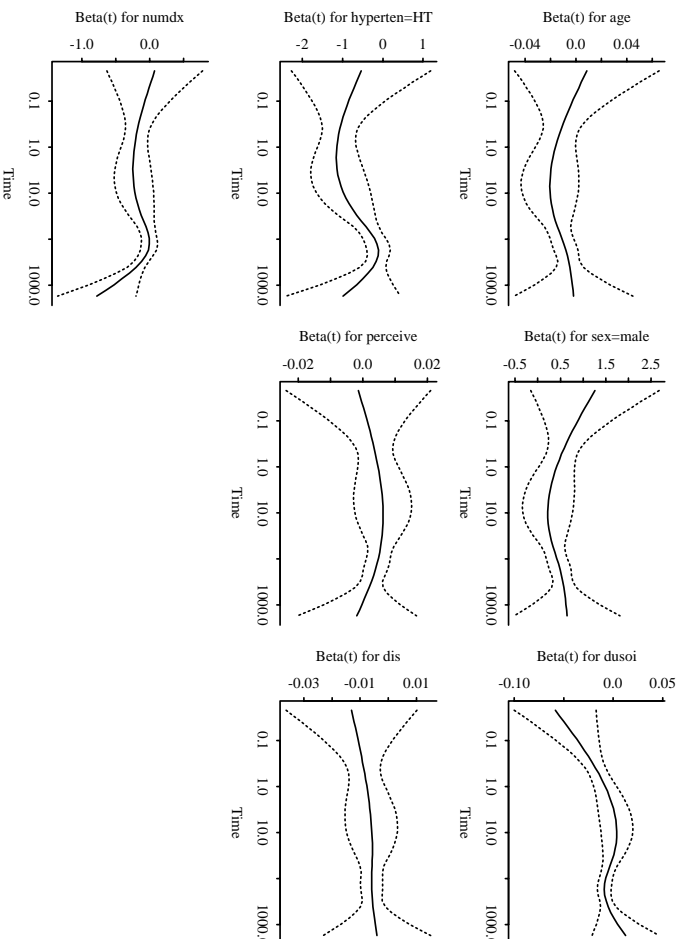 Beta(t) for numdx
-1.0 0.0
0.1 1.0 10.0 1000.0
Time
Beta(t) for hyperten=HT
-2 -1 0 1
0.1 1.0 10.0 1000.0
Time
Beta(t) for age
-0.04 0.0 0.04
0.1 1.0 10.0 1000.0
Time
Beta(t) for perceive
-0.02 0.0 0.02
0.1 1.0 10.0 1000.0
Time
Beta(t) for sex=male
-0.5 0.5 1.5 2.5
0.1 1.0 10.0 1000.0
Time
Beta(t) for dis
-0.03 -0.01 0.01
0.1 1.0 10.0 1000.0
Time
Beta(t) for dusoi
-0.10 0.0 0.05
0.1 1.0 10.0 1000.0
Time